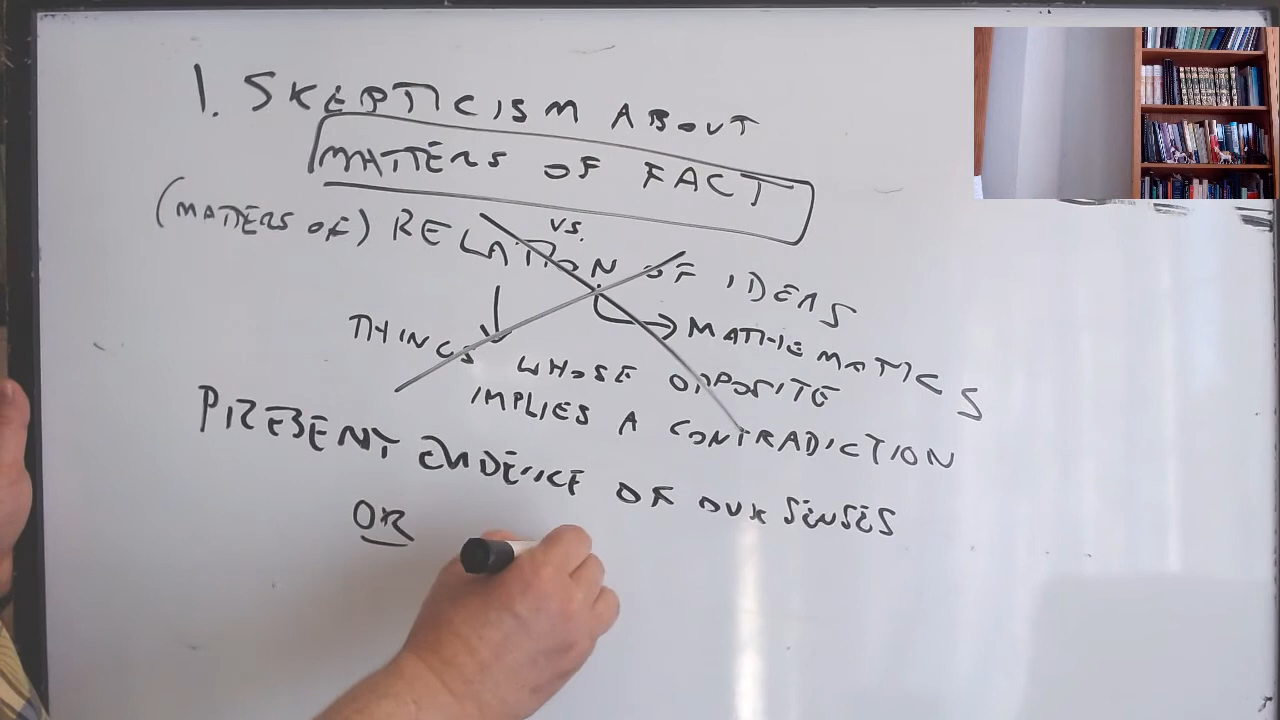 1. SKEPTICISM ABOUT
MATTERS OF FACT
vs.
(MATTERS OF) RELATION OF IDEAS
MATHEMATICS
THINGS WHOSE OPPOSITE
IMPLIES A CONTRADICTION
PRESENT EVIDENCE OF OUR SENSES
OR